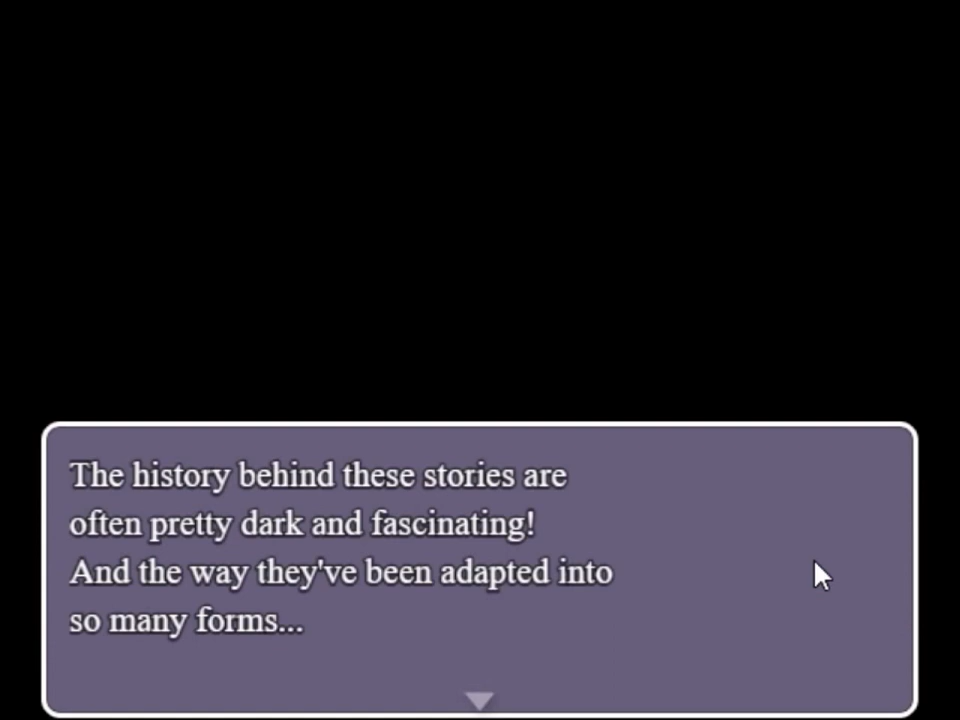 The history behind these stories are
often pretty dark and fascinating!
And the way they've been adapted into
so many forms...